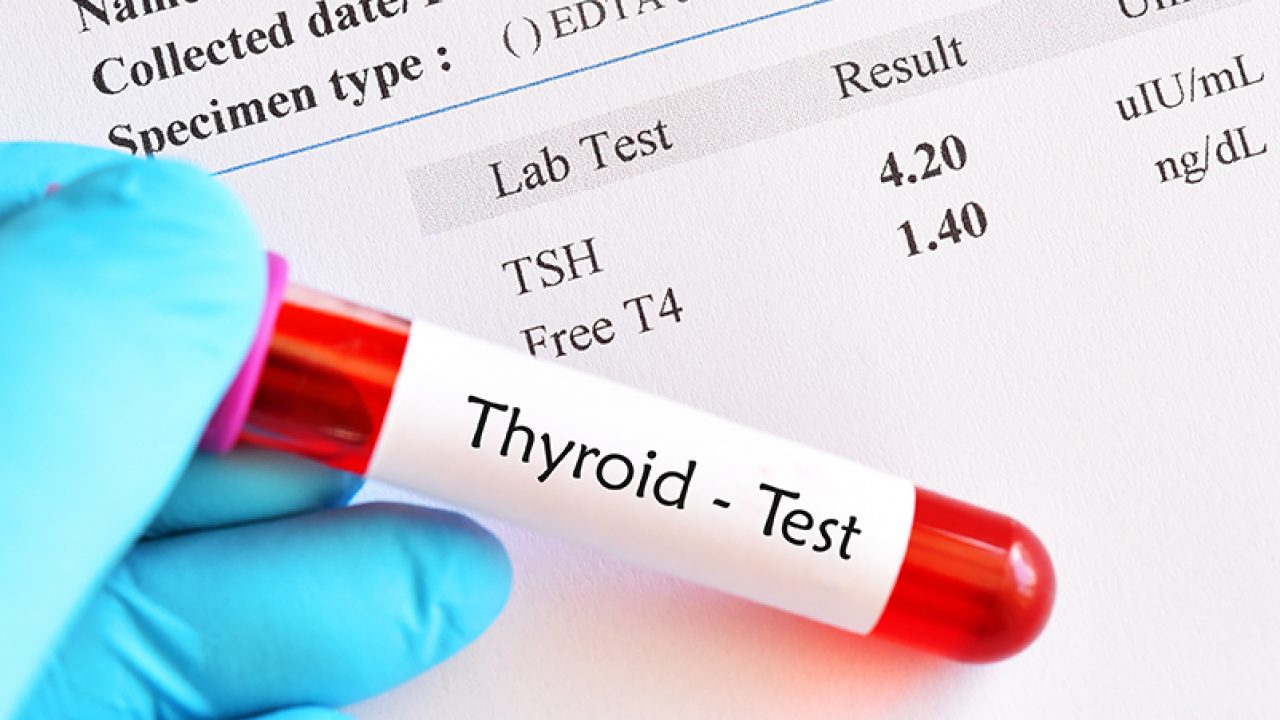 Collected date/
Specimen type : ( ) EDTA
Lab Test Result
TSH 4.20 uIU/mL
Free T4 1.40 ng/dL
Thyroid - Test